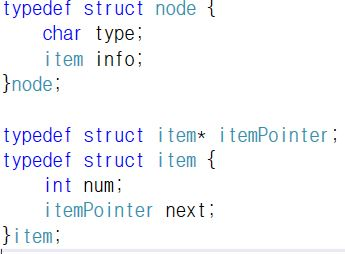 typedef struct node {
    char type;
    item info;
}node;

typedef struct item* itemPointer;
typedef struct item {
    int num;
    itemPointer next;
}item;